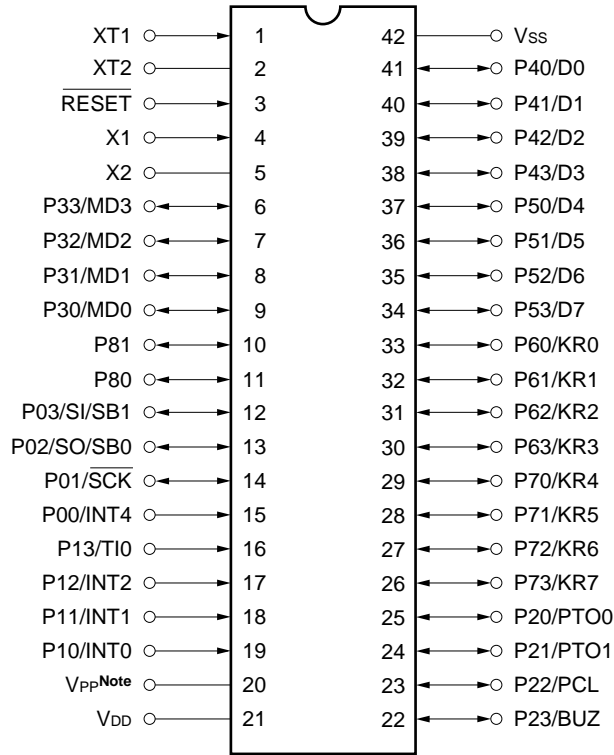 XT1 1 42 Vss
XT2 2 41 P40/D0
RESET 3 40 P41/D1
X1 4 39 P42/D2
X2 5 38 P43/D3
P33/MD3 6 37 P50/D4
P32/MD2 7 36 P51/D5
P31/MD1 8 35 P52/D6
P30/MD0 9 34 P53/D7
P81 10 33 P60/KR0
P80 11 32 P61/KR1
P03/SI/SB1 12 31 P62/KR2
P02/SO/SB0 13 30 P63/KR3
P01/SCK 14 29 P70/KR4
P00/INT4 15 28 P71/KR5
P13/TI0 16 27 P72/KR6
P12/INT2 17 26 P73/KR7
P11/INT1 18 25 P20/PTO0
P10/INT0 19 24 P21/PTO1
VPPNote 20 23 P22/PCL
VDD 21 22 P23/BUZ